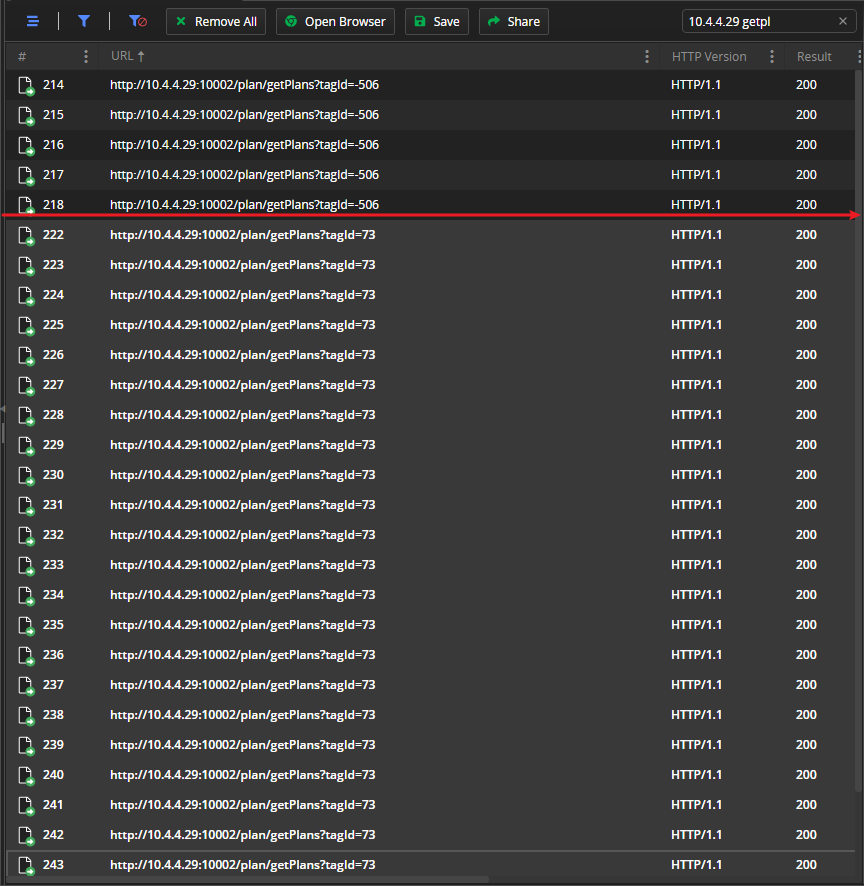 Remove All Open Browser Save Share 10.4.4.29 getpl
# URL HTTP Version Result
214 http://10.4.4.29:10002/plan/getPlans?tagId=-506 HTTP/1.1 200
215 http://10.4.4.29:10002/plan/getPlans?tagId=-506 HTTP/1.1 200
216 http://10.4.4.29:10002/plan/getPlans?tagId=-506 HTTP/1.1 200
217 http://10.4.4.29:10002/plan/getPlans?tagId=-506 HTTP/1.1 200
218 http://10.4.4.29:10002/plan/getPlans?tagId=-506 HTTP/1.1 200
222 http://10.4.4.29:10002/plan/getPlans?tagId=73 HTTP/1.1 200
223 http://10.4.4.29:10002/plan/getPlans?tagId=73 HTTP/1.1 200
224 http://10.4.4.29:10002/plan/getPlans?tagId=73 HTTP/1.1 200
225 http://10.4.4.29:10002/plan/getPlans?tagId=73 HTTP/1.1 200
226 http://10.4.4.29:10002/plan/getPlans?tagId=73 HTTP/1.1 200
227 http://10.4.4.29:10002/plan/getPlans?tagId=73 HTTP/1.1 200
228 http://10.4.4.29:10002/plan/getPlans?tagId=73 HTTP/1.1 200
229 http://10.4.4.29:10002/plan/getPlans?tagId=73 HTTP/1.1 200
230 http://10.4.4.29:10002/plan/getPlans?tagId=73 HTTP/1.1 200
231 http://10.4.4.29:10002/plan/getPlans?tagId=73 HTTP/1.1 200
232 http://10.4.4.29:10002/plan/getPlans?tagId=73 HTTP/1.1 200
233 http://10.4.4.29:10002/plan/getPlans?tagId=73 HTTP/1.1 200
234 http://10.4.4.29:10002/plan/getPlans?tagId=73 HTTP/1.1 200
235 http://10.4.4.29:10002/plan/getPlans?tagId=73 HTTP/1.1 200
236 http://10.4.4.29:10002/plan/getPlans?tagId=73 HTTP/1.1 200
237 http://10.4.4.29:10002/plan/getPlans?tagId=73 HTTP/1.1 200
238 http://10.4.4.29:10002/plan/getPlans?tagId=73 HTTP/1.1 200
239 http://10.4.4.29:10002/plan/getPlans?tagId=73 HTTP/1.1 200
240 http://10.4.4.29:10002/plan/getPlans?tagId=73 HTTP/1.1 200
241 http://10.4.4.29:10002/plan/getPlans?tagId=73 HTTP/1.1 200
242 http://10.4.4.29:10002/plan/getPlans?tagId=73 HTTP/1.1 200
243 http://10.4.4.29:10002/plan/getPlans?tagId=73 HTTP/1.1 200